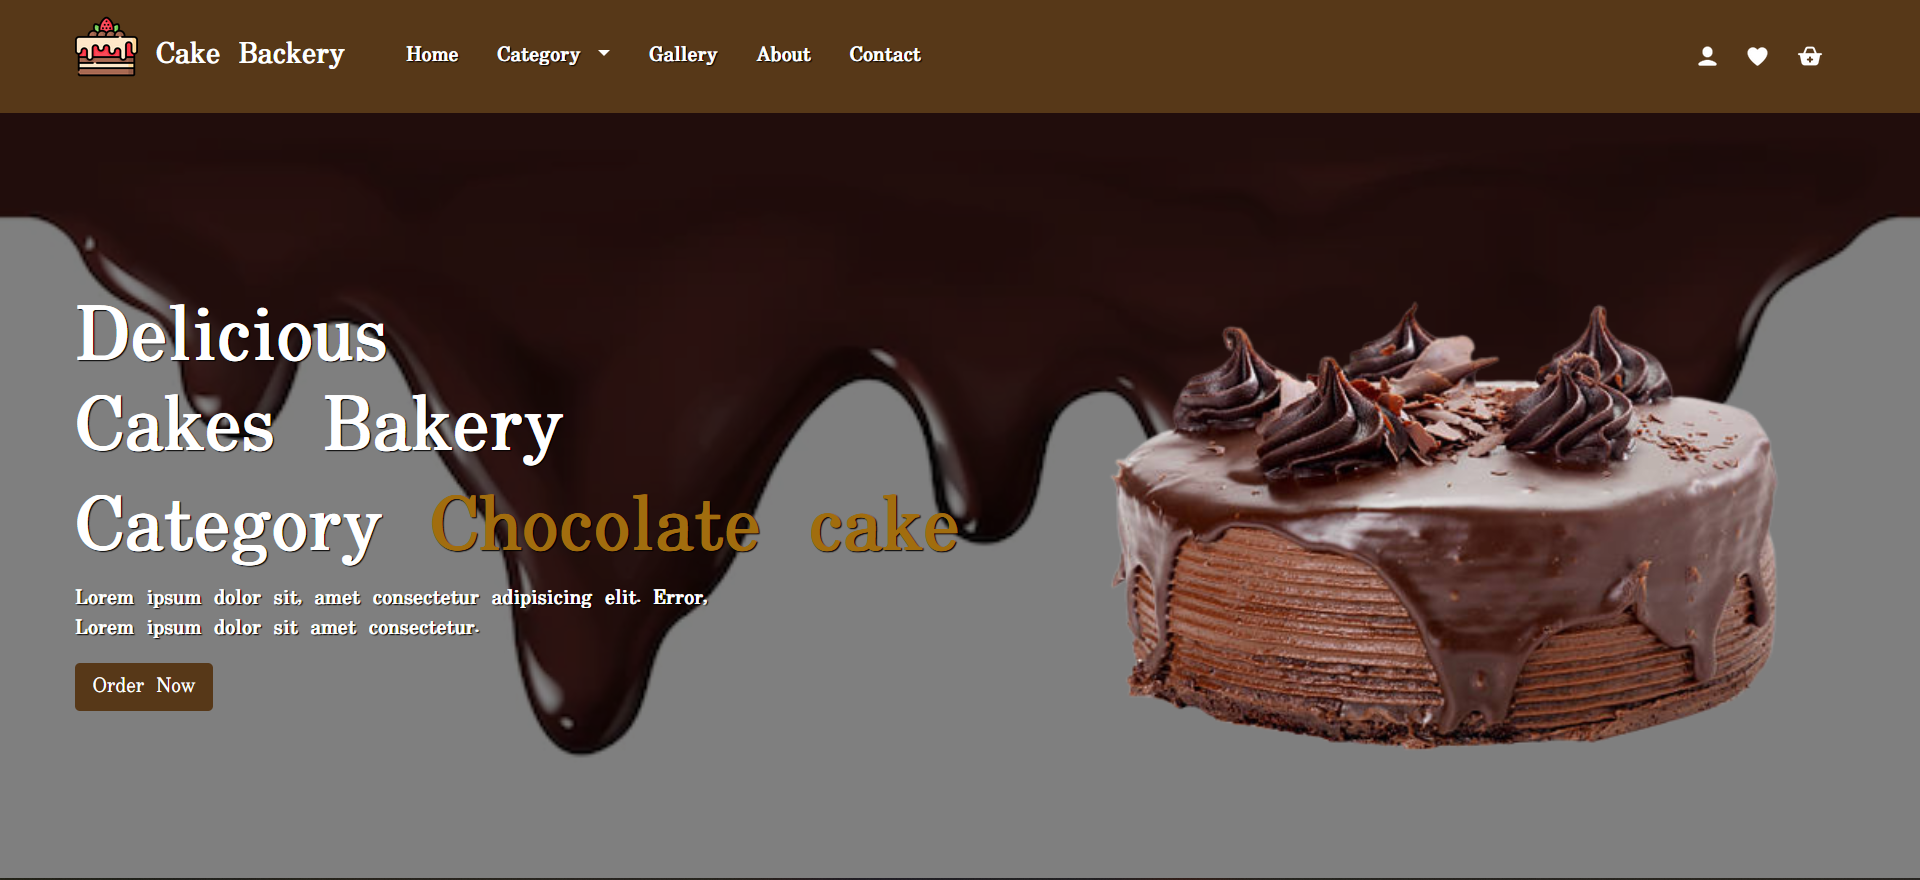 Cake Backery
Home Category Gallery About Contact
Delicious
Cakes Bakery
Category Chocolate cake
Lorem ipsum dolor sit, amet consectetur adipisicing elit. Error,
Lorem ipsum dolor sit amet consectetur.
Order Now